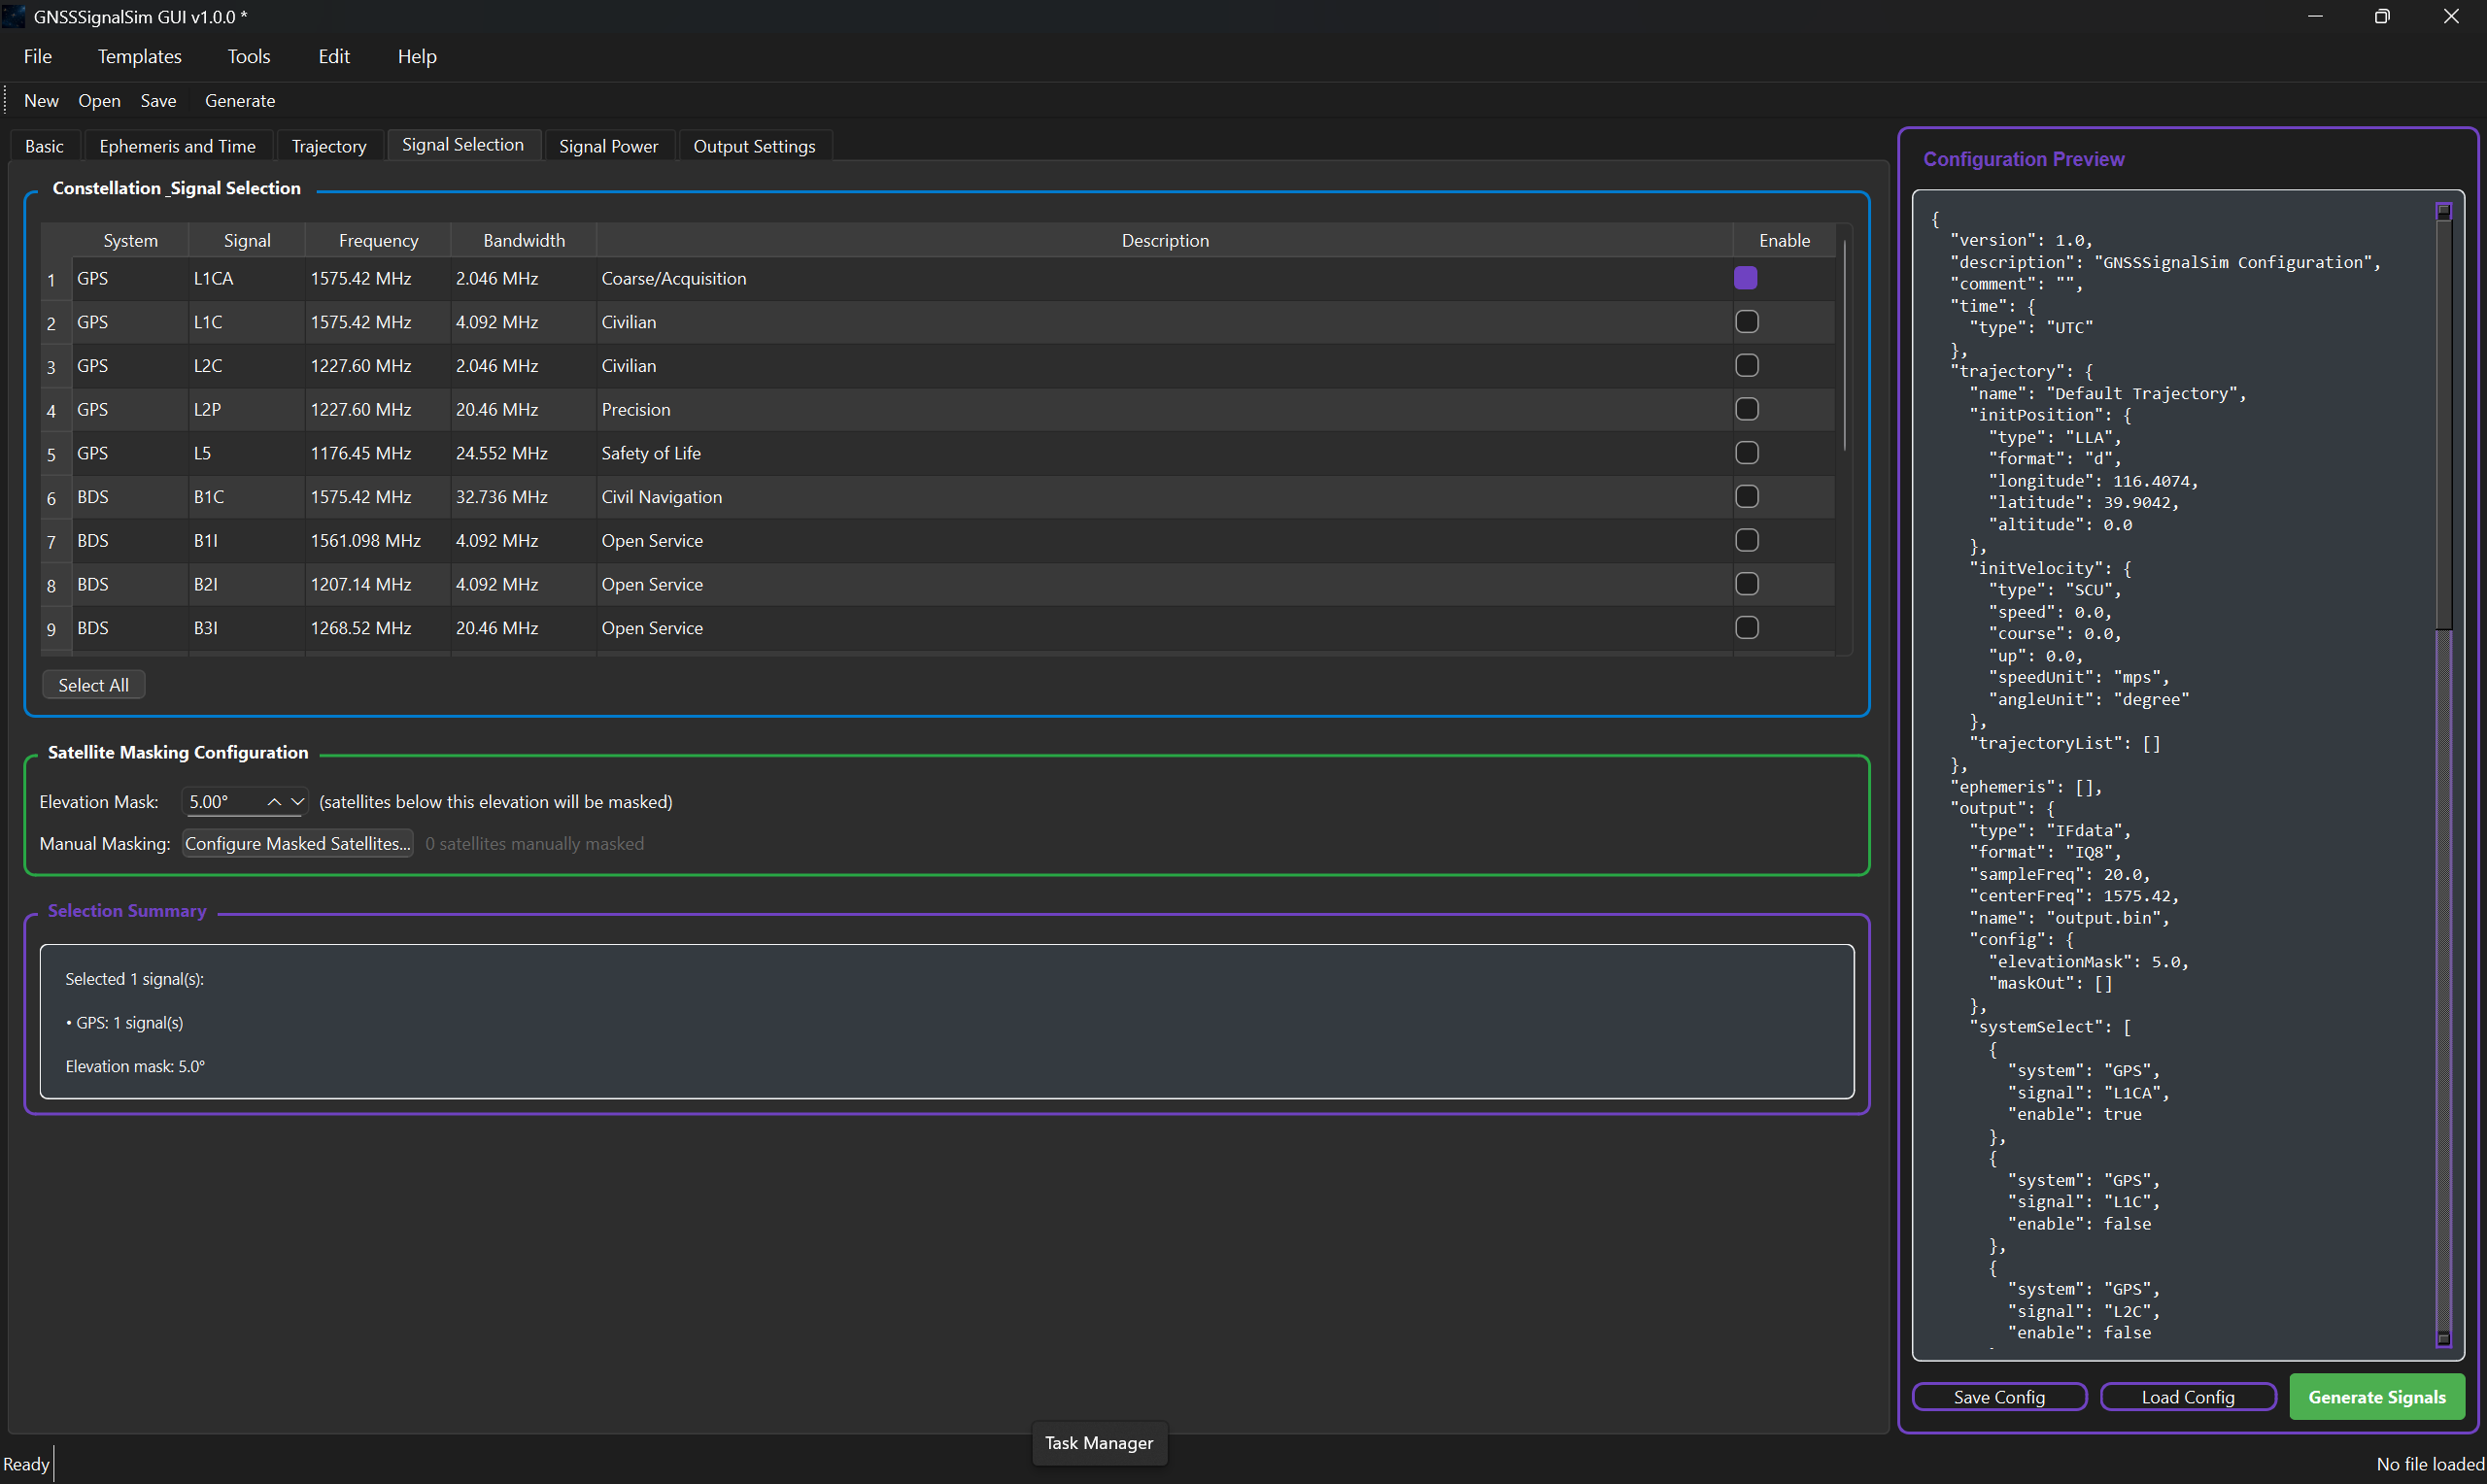 GNSSSignalSim GUI v1.0.0 *
File Templates Tools Edit Help
New Open Save Generate
Basic Ephemeris and Time Trajectory Signal Selection Signal Power Output Settings
Constellation _Signal Selection
System Signal Frequency Bandwidth Description Enable
1 GPS L1CA 1575.42 MHz 2.046 MHz Coarse/Acquisition
2 GPS L1C 1575.42 MHz 4.092 MHz Civilian
3 GPS L2C 1227.60 MHz 2.046 MHz Civilian
4 GPS L2P 1227.60 MHz 20.46 MHz Precision
5 GPS L5 1176.45 MHz 24.552 MHz Safety of Life
6 BDS B1C 1575.42 MHz 32.736 MHz Civil Navigation
7 BDS B1I 1561.098 MHz 4.092 MHz Open Service
8 BDS B2I 1207.14 MHz 4.092 MHz Open Service
9 BDS B3I 1268.52 MHz 20.46 MHz Open Service
Select All
Satellite Masking Configuration
Elevation Mask: 5.00° (satellites below this elevation will be masked)
Manual Masking: Configure Masked Satellites... 0 satellites manually masked
Selection Summary
Selected 1 signal(s):
• GPS: 1 signal(s)
Elevation mask: 5.0°
Configuration Preview
{
"version": 1.0,
"description": "GNSSSignalSim Configuration",
"comment": "",
"time": {
"type": "UTC"
},
"trajectory": {
"name": "Default Trajectory",
"initPosition": {
"type": "LLA",
"format": "d",
"longitude": 116.4074,
"latitude": 39.9042,
"altitude": 0.0
},
"initVelocity": {
"type": "SCU",
"speed": 0.0,
"course": 0.0,
"up": 0.0,
"speedUnit": "mps",
"angleUnit": "degree"
},
"trajectoryList": []
},
"ephemeris": [],
"output": {
"type": "IFdata",
"format": "IQ8",
"sampleFreq": 20.0,
"centerFreq": 1575.42,
"name": "output.bin",
"config": {
"elevationMask": 5.0,
"maskOut": []
},
"systemSelect": [
{
"system": "GPS",
"signal": "L1CA",
"enable": true
},
{
"system": "GPS",
"signal": "L1C",
"enable": false
},
{
"system": "GPS",
"signal": "L2C",
"enable": false
Save Config Load Config Generate Signals
Task Manager
Ready
No file loaded